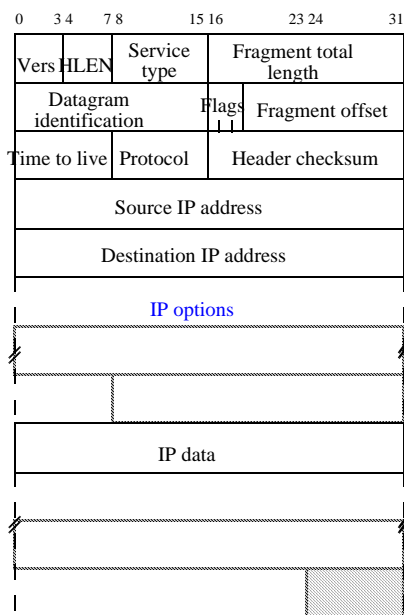 0 3 4 7 8 15 16 23 24 31
Vers HLEN Service type Fragment total length
Datagram identification Flags Fragment offset
Time to live Protocol Header checksum
Source IP address
Destination IP address
IP options
IP data